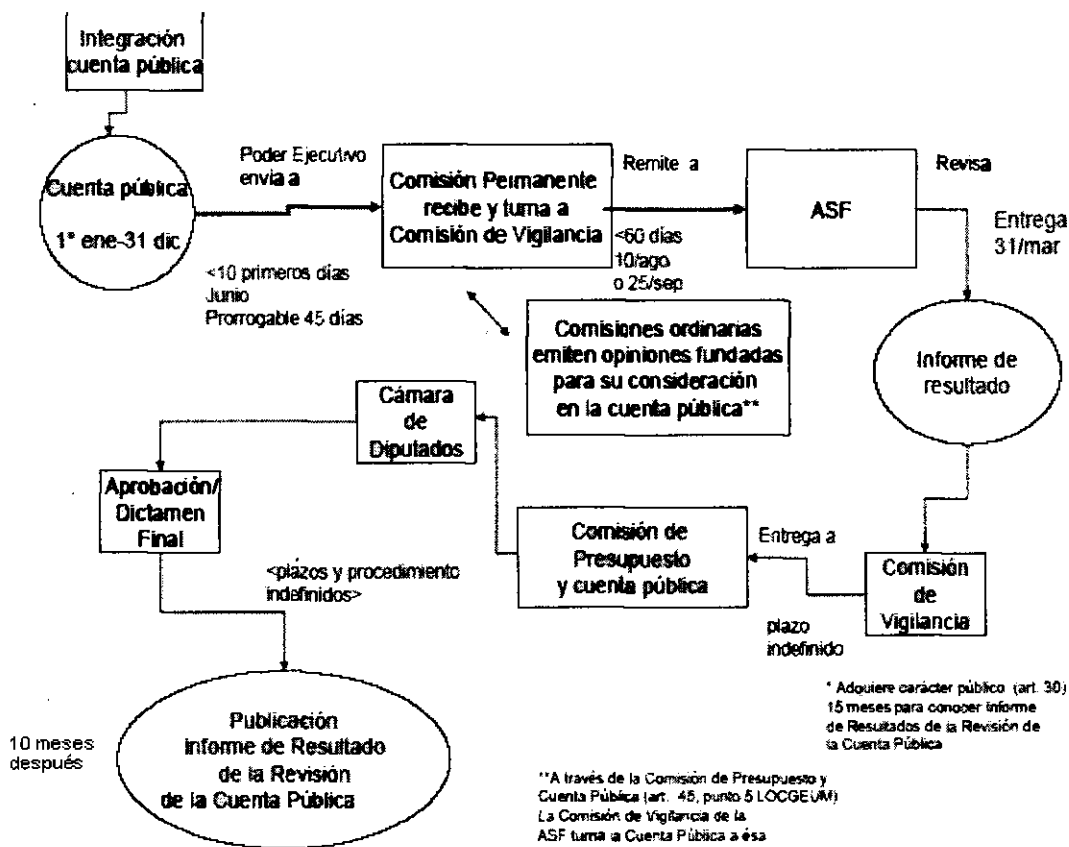 Integración
cuenta pública
Cuenta pública
1° ene-31 dic
Poder Ejecutivo
envía a
<10 primeros días
Junio
Prorrogable 45 días
Comisión Permanente
recibe y turna a
Comisión de Vigilancia
Remite a
<60 días
10/ago
o 25/sep
ASF
Revisa
Entrega
31/mar
Comisiones ordinarias
emiten opiniones fundadas
para su consideración
en la cuenta pública**
Informe de
resultado
Cámara
de
Diputados
Aprobación/
Dictamen
Final
Comisión de
Presupuesto
y cuenta pública
Entrega a
Comisión
de
Vigilancia
plazo
indefinido
<plazos y procedimiento
indefinidos>
10 meses
después
Publicación
Informe de Resultado
de la Revisión
de la Cuenta Pública
* Adquiere carácter público (art. 30)
15 meses para conocer Informe
de Resultados de la Revisión de
la Cuenta Pública
**A través de la Comisión de Presupuesto y
Cuenta Pública (art. 45, punto 5 LOCGEUM)
La Comisión de Vigilancia de la
ASF turna la Cuenta Pública a ésa